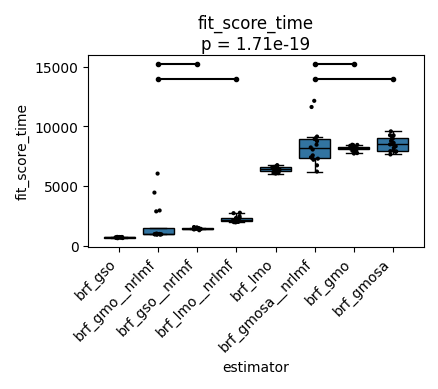 fit_score_time
p = 1.71e-19
15000
10000
5000
0
fit_score_time
brf_gso
brf_gmo__nrlmf
brf_gso__nrlmf
brf_lmo__nrlmf
brf_lmo
brf_gmosa__nrlmf
brf_gmo
brf_gmosa
estimator